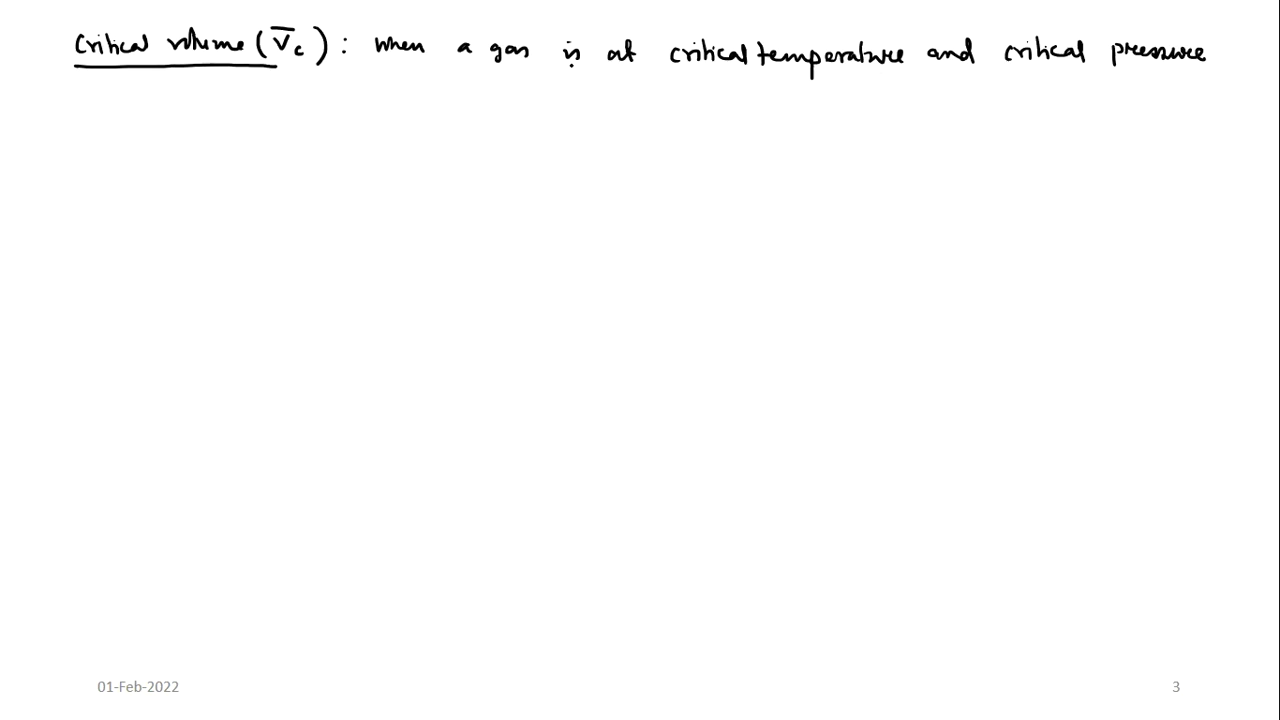 Critical volume (V̅c) : when a gas is at critical temperature and critical pressure
01-Feb-2022
3